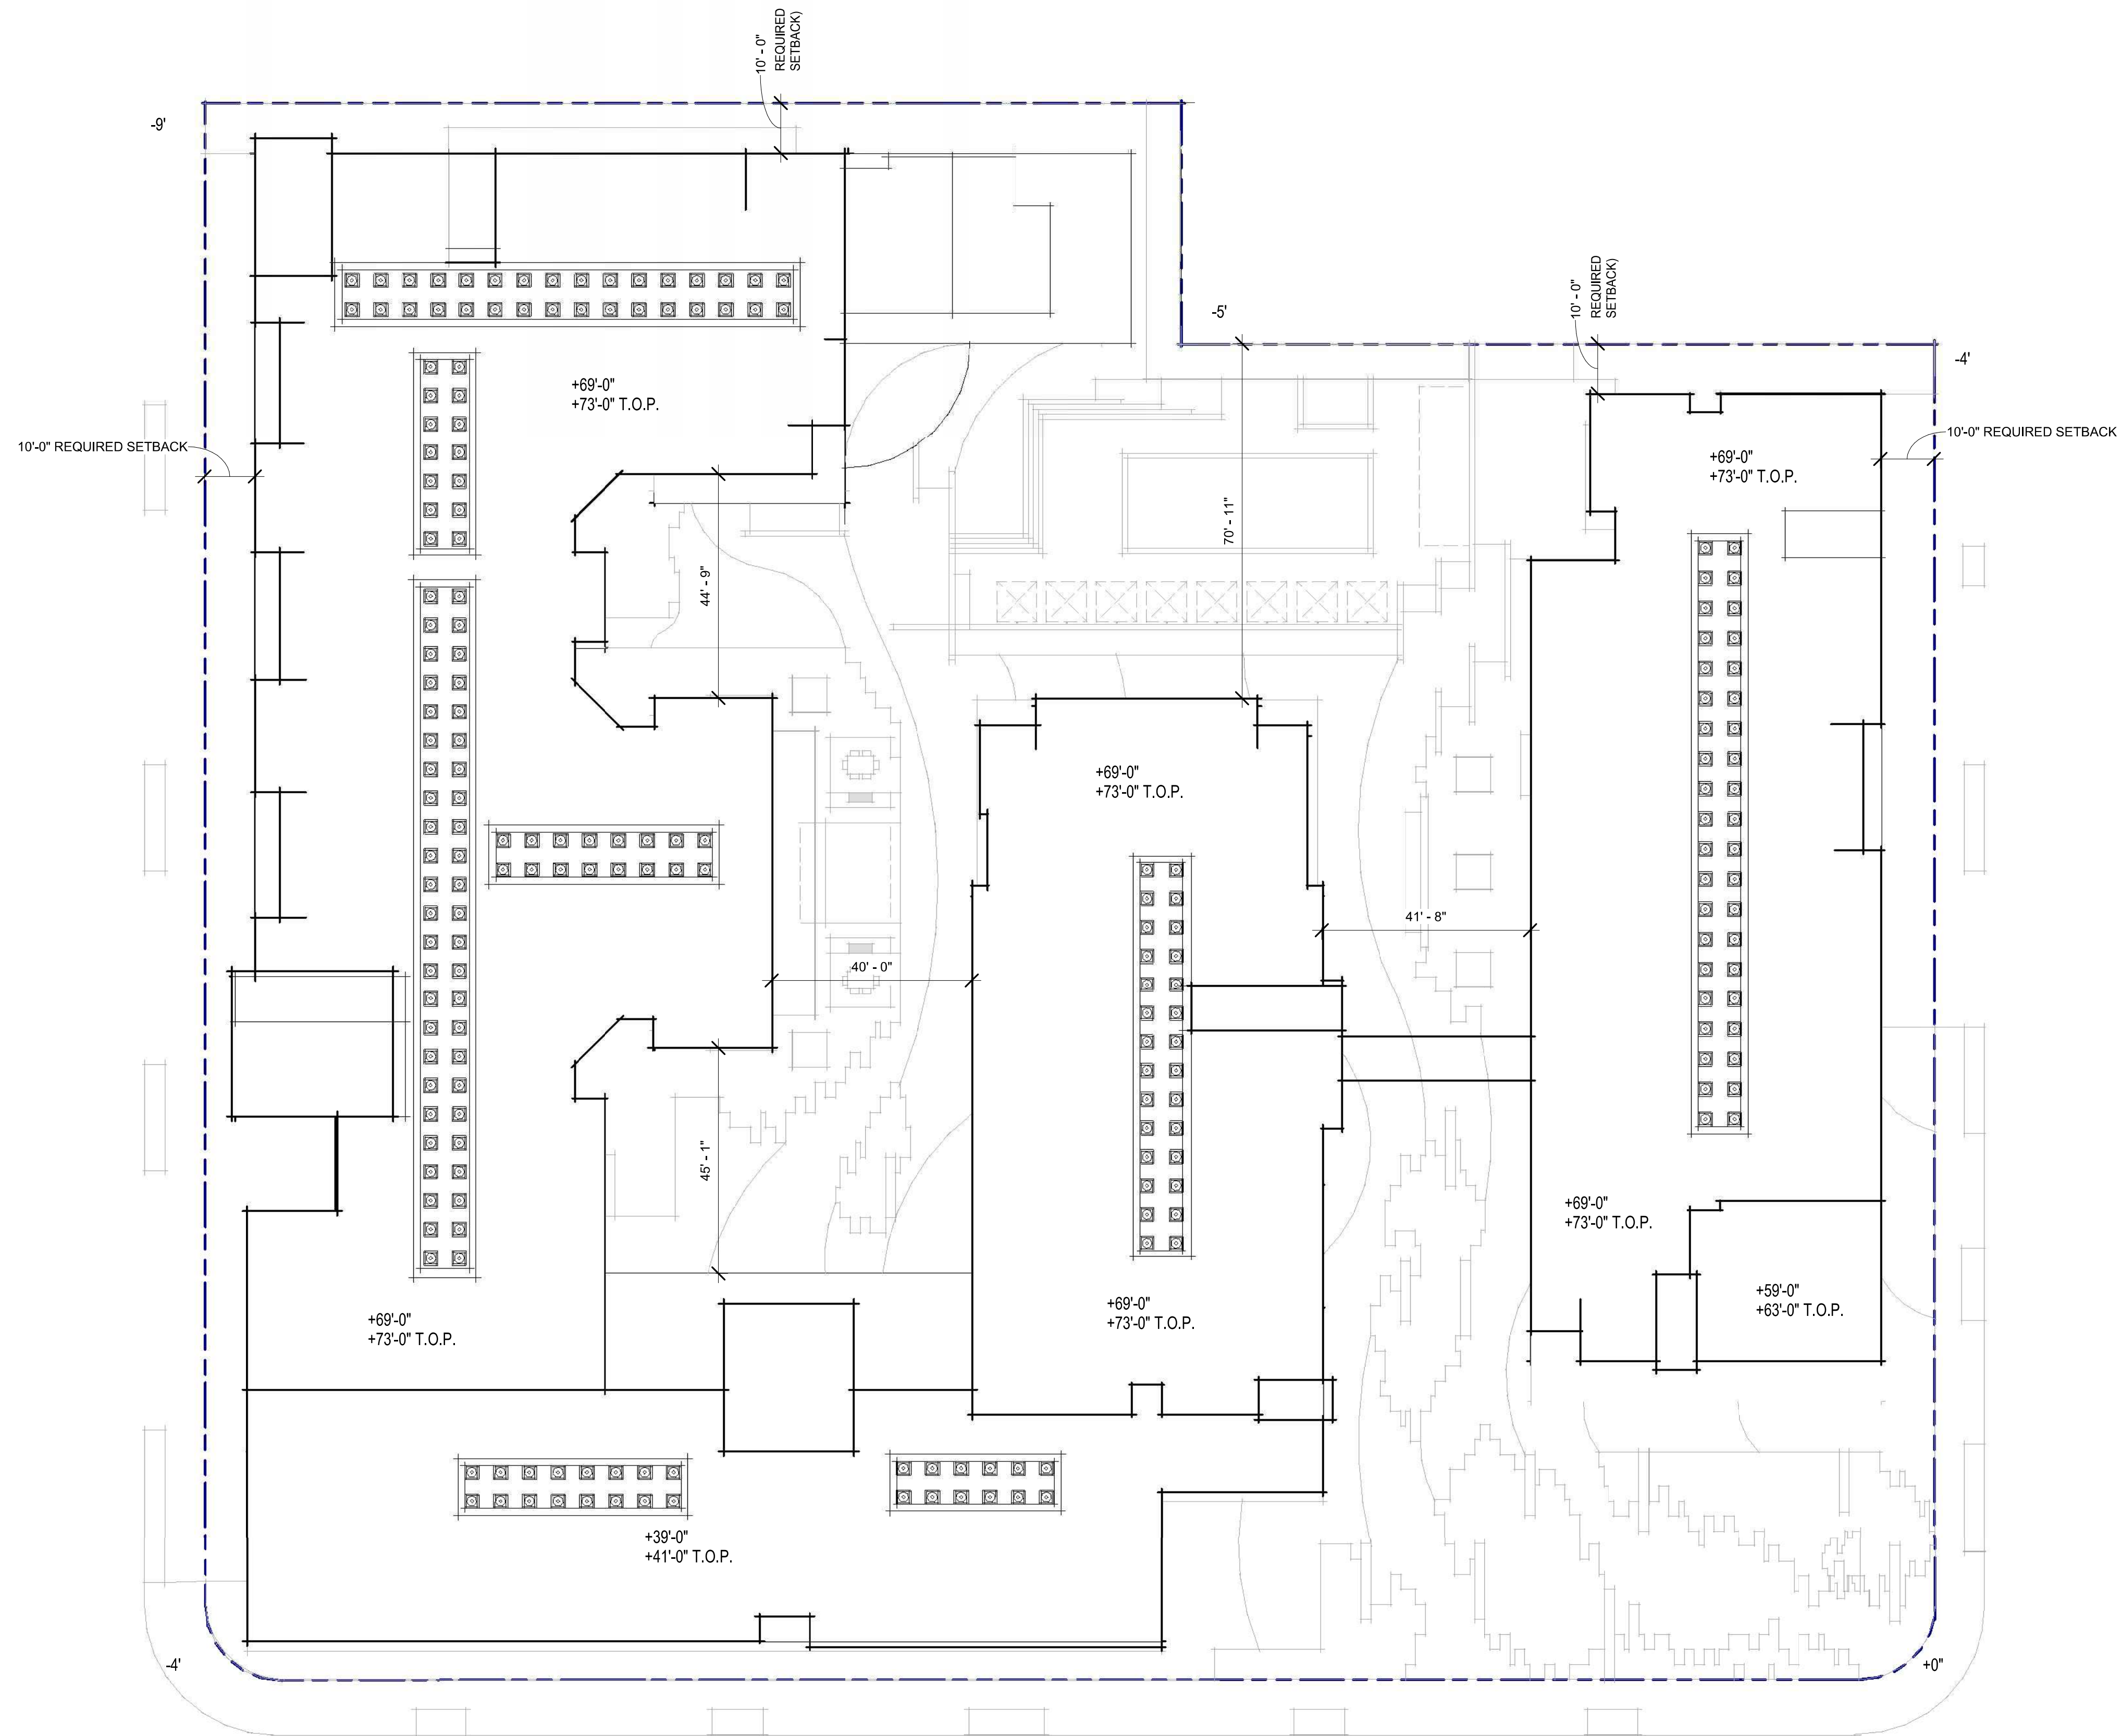 10' - 0"
REQUIRED
SETBACK)
-9'
-5'
10' - 0"
REQUIRED
SETBACK)
-4'
+69'-0"
+73'-0" T.O.P.
10'-0" REQUIRED SETBACK
10'-0" REQUIRED SETBACK
+69'-0"
+73'-0" T.O.P.
70' - 11"
44' - 9"
+69'-0"
+73'-0" T.O.P.
41' - 8"
40' - 0"
45' - 1"
+69'-0"
+73'-0" T.O.P.
+59'-0"
+63'-0" T.O.P.
+69'-0"
+73'-0" T.O.P.
+69'-0"
+73'-0" T.O.P.
+39'-0"
+41'-0" T.O.P.
-4'
+0"